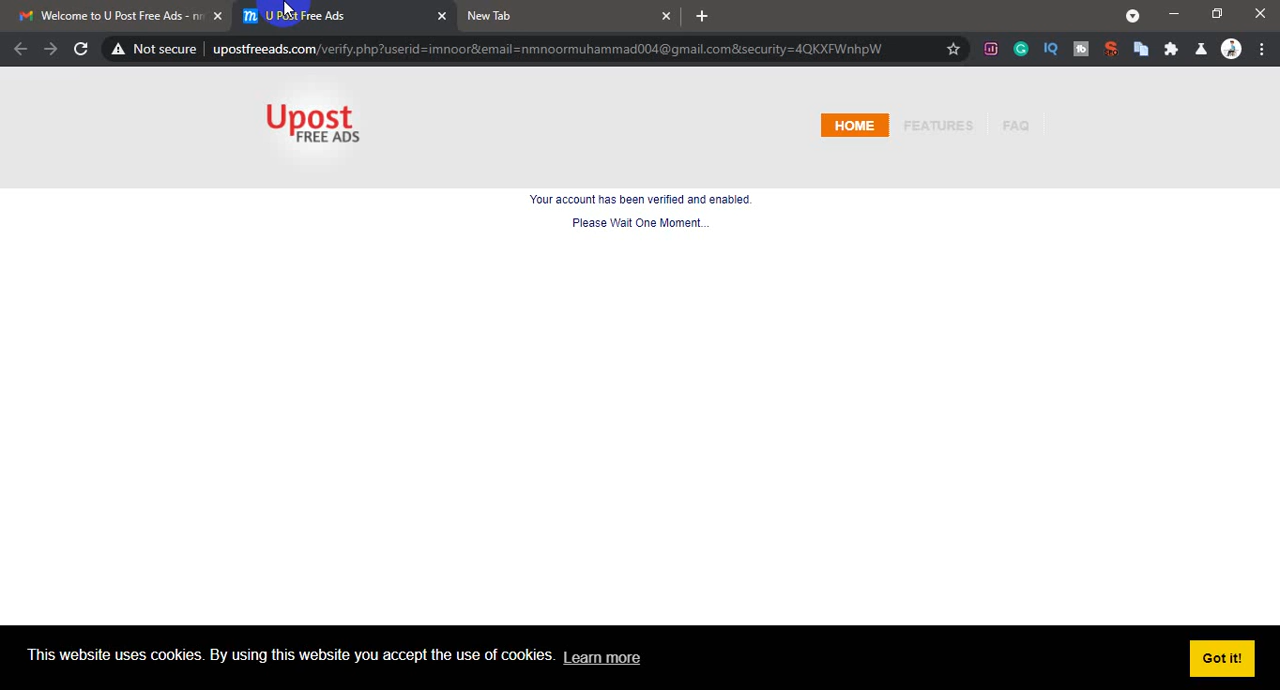 Welcome to U Post Free Ads - nn
U Post Free Ads
New Tab
Not secure
upostfreeads.com/verify.php?userid=imnoor&email=nmnoormuhammad004@gmail.com&security=4QKXFWnhpW
Upost
FREE ADS
HOME
FEATURES
FAQ
Your account has been verified and enabled.
Please Wait One Moment...
This website uses cookies. By using this website you accept the use of cookies. Learn more
Got it!